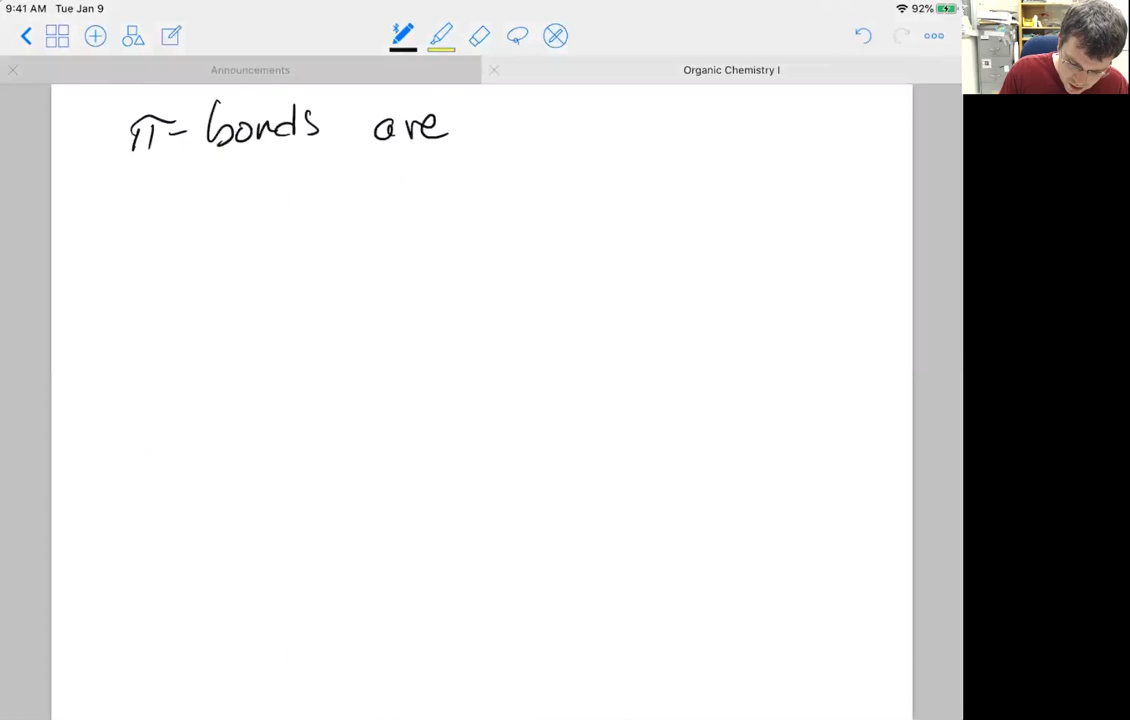 9:41 AM Tue Jan 9 92%
Announcements Organic Chemistry I
π- bonds are